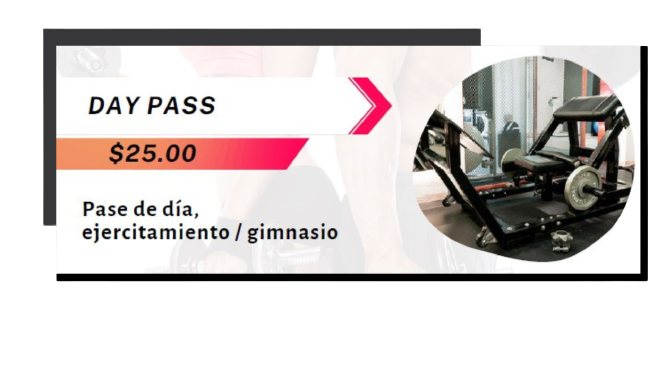 DAY PASS
$25.00
Pase de día,
ejercitamiento / gimnasio